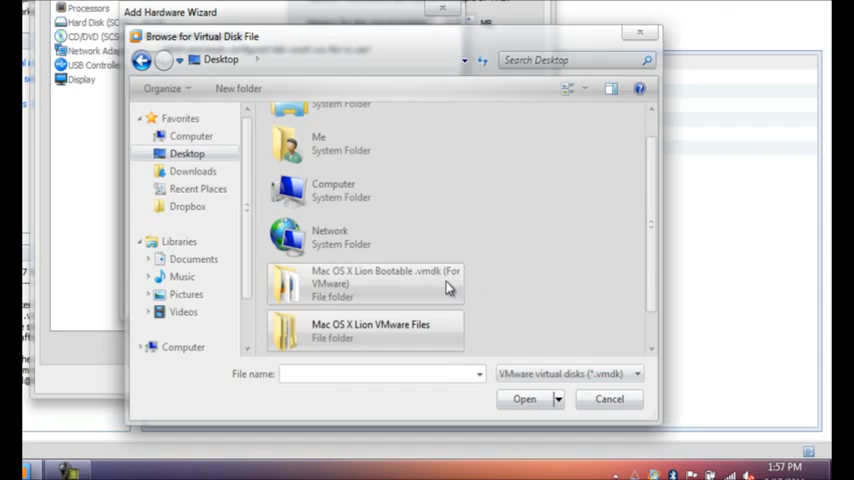 Processors
Add Hardware Wizard
Hard Disk (SCS
MB
CD/DVD (SCS
Browse for Virtual Disk File
Network Adap
USB Controlle
Desktop
Search Desktop
Display
Organize
New folder
System Folder
Favorites
Computer
Me
Desktop
System Folder
Downloads
Computer
Recent Places
System Folder
Dropbox
Network
System Folder
Libraries
Documents
Mac OS X Lion Bootable .vmdk (For
VMware)
File folder
Music
Pictures
Videos
Mac OS X Lion VMware Files
File folder
Computer
File name:
VMware virtual disks (*.vmdk)
Open
Cancel
1:57 PM